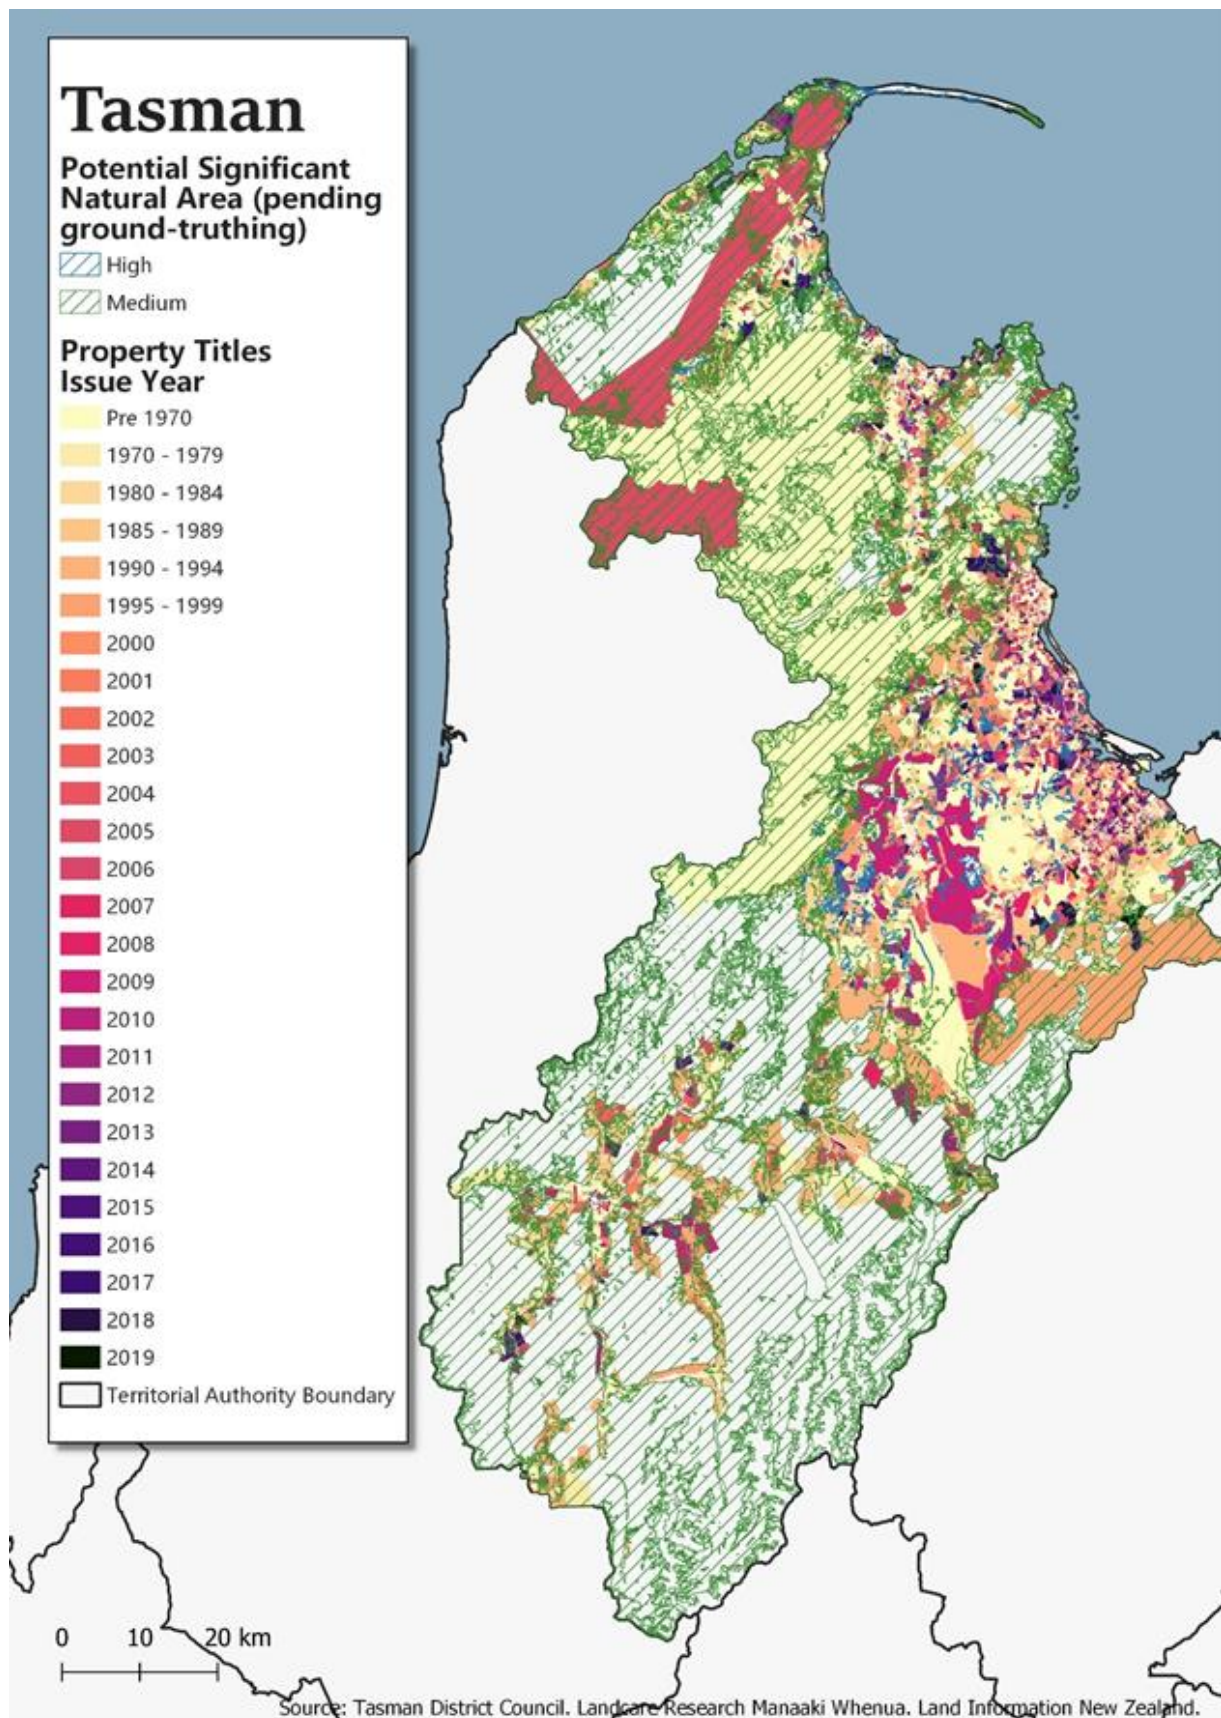 Tasman
Potential Significant
Natural Area (pending
ground-truthing)
High
Medium
Property Titles
Issue Year
Pre 1970
1970 - 1979
1980 - 1984
1985 - 1989
1990 - 1994
1995 - 1999
2000
2001
2002
2003
2004
2005
2006
2007
2008
2009
2010
2011
2012
2013
2014
2015
2016
2017
2018
2019
Territorial Authority Boundary
0 10 20 km
Source: Tasman District Council. Landcare Research Manaaki Whenua. Land Information New Zealand.